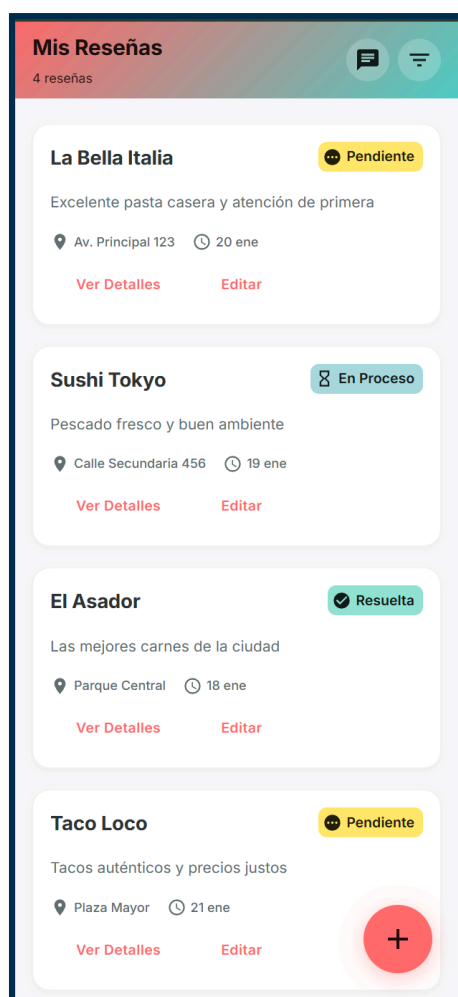 Mis Reseñas
4 reseñas
La Bella Italia
Pendiente
Excelente pasta casera y atención de primera
Av. Principal 123
20 ene
Ver Detalles
Editar
Sushi Tokyo
En Proceso
Pescado fresco y buen ambiente
Calle Secundaria 456
19 ene
Ver Detalles
Editar
El Asador
Resuelta
Las mejores carnes de la ciudad
Parque Central
18 ene
Ver Detalles
Editar
Taco Loco
Pendiente
Tacos auténticos y precios justos
Plaza Mayor
21 ene
Ver Detalles
Editar